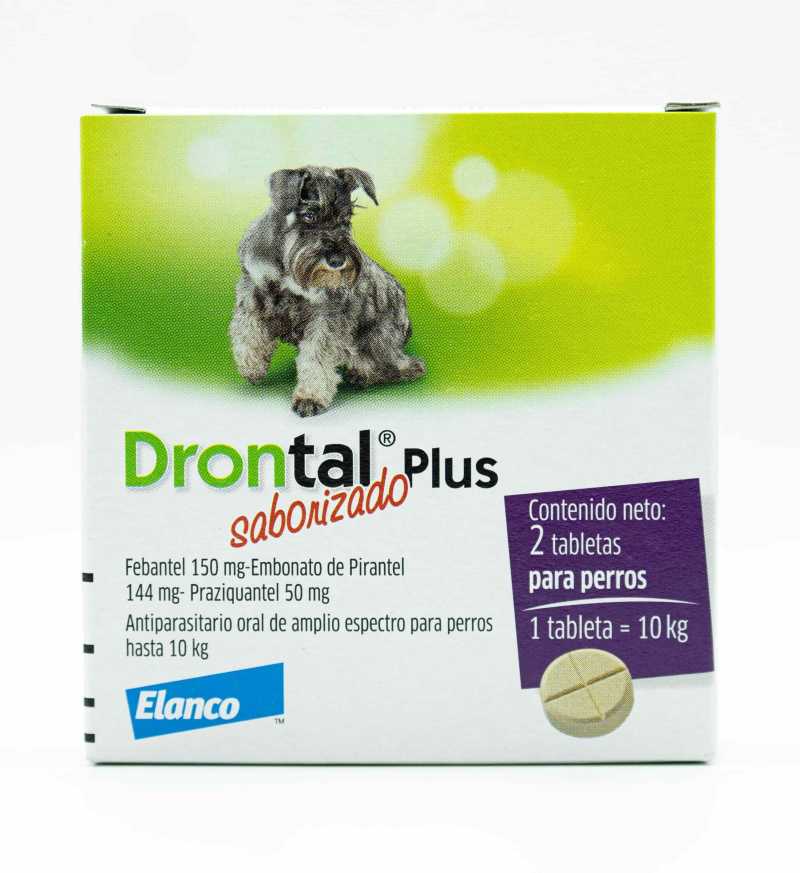 Drontal® Plus
saborizado
Febantel 150 mg-Embonato de Pirantel
144 mg- Praziquantel 50 mg
Antiparasitario oral de amplio espectro para perros
hasta 10 kg
Elanco™
Contenido neto:
2 tabletas
para perros
1 tableta = 10 kg